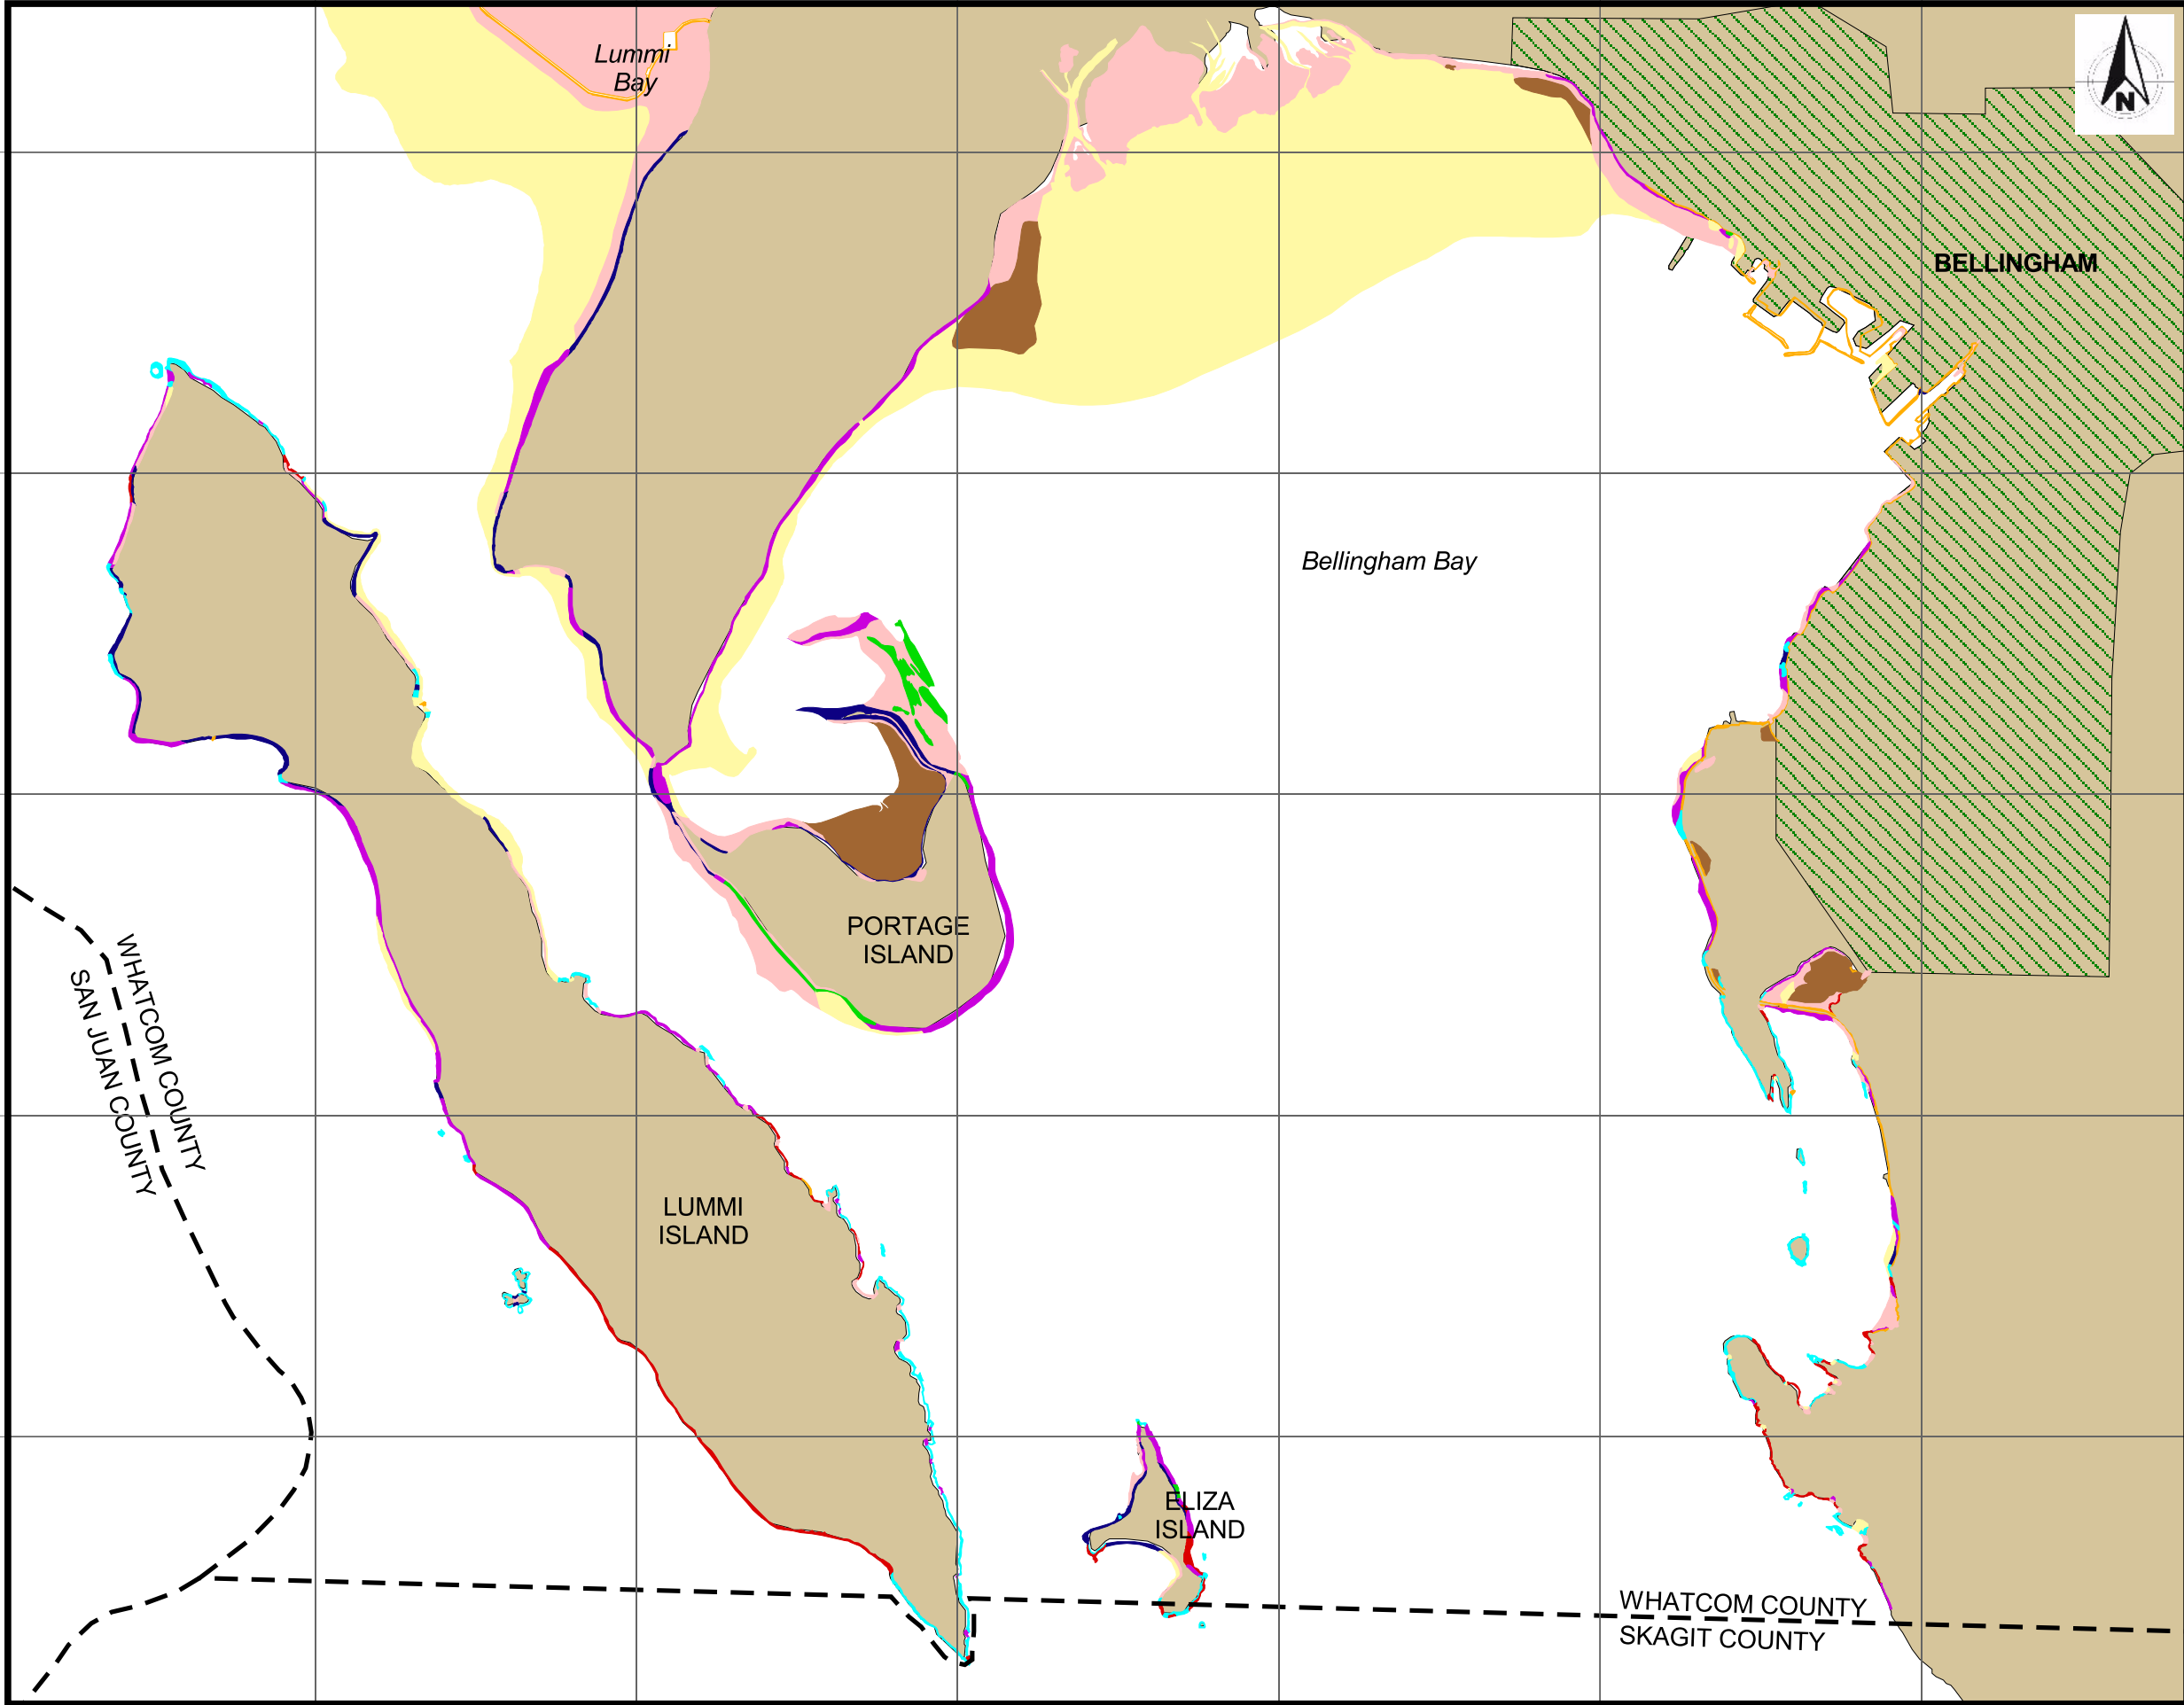 Lummi
Bay
N
BELLINGHAM
Bellingham Bay
PORTAGE
ISLAND
WHATCOM COUNTY
SAN JUAN COUNTY
LUMMI
ISLAND
ELIZA
ISLAND
WHATCOM COUNTY
SKAGIT COUNTY